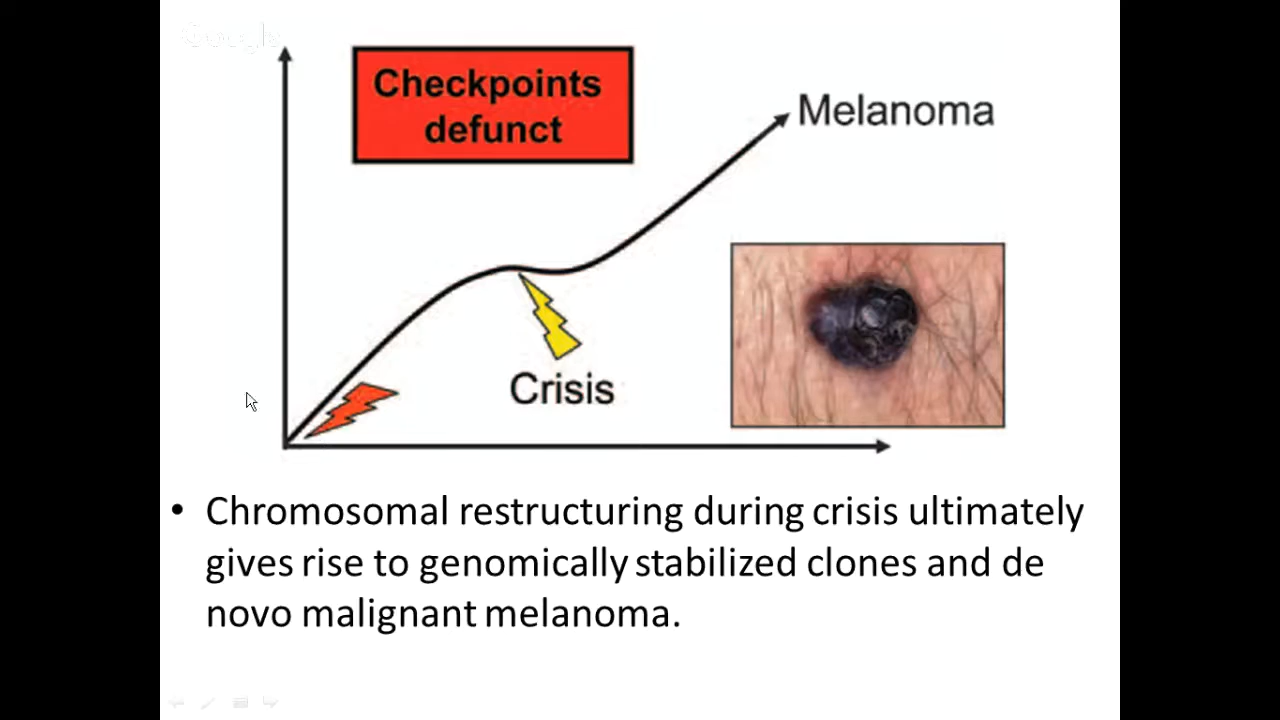 Google
Checkpoints
defunct
Melanoma
Crisis
• Chromosomal restructuring during crisis ultimately
gives rise to genomically stabilized clones and de
novo malignant melanoma.